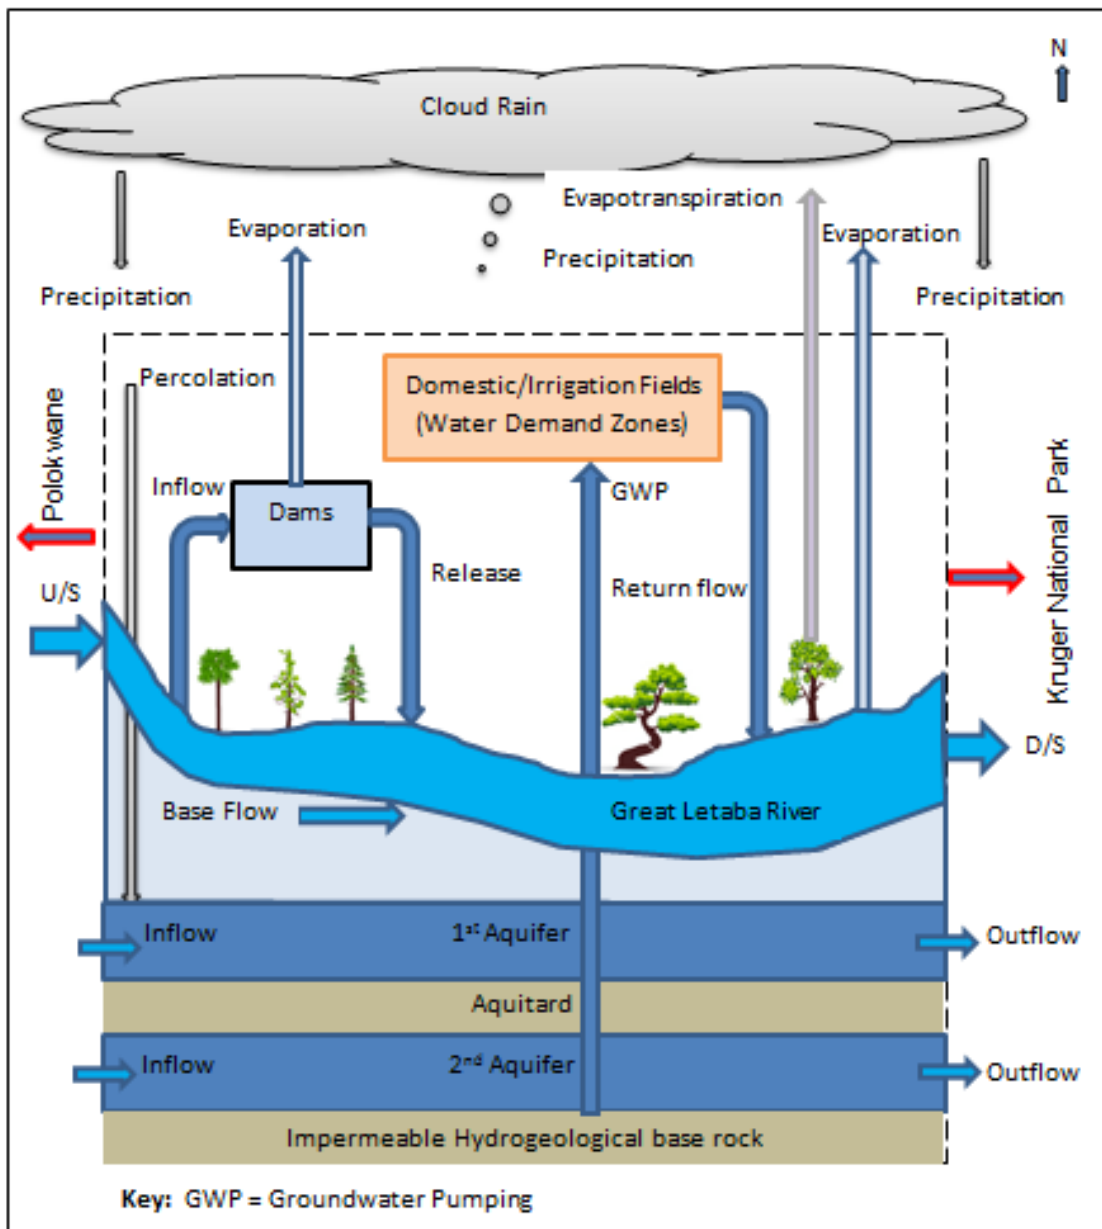 N
Cloud Rain
Evapotranspiration
Evaporation
Evaporation
Precipitation
Precipitation
Precipitation
Percolation
Domestic/Irrigation Fields
(Water Demand Zones)
Polokwane
Inflow
GWP
Dams
Kruger National Park
Release
Return flow
U/S
D/S
Base Flow
Great Letaba River
Inflow
1st Aquifer
Outflow
Aquitard
Inflow
2nd Aquifer
Outflow
Impermeable Hydrogeological base rock
Key: GWP = Groundwater Pumping